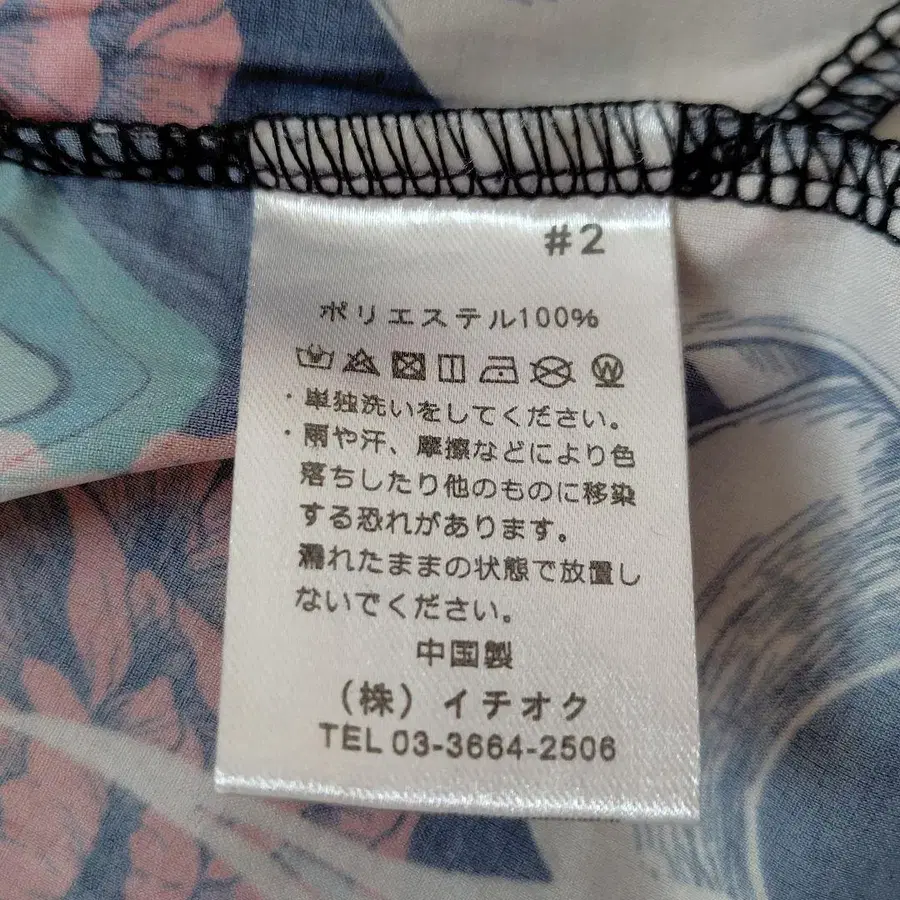 #2
ポリエステル100%
・単独洗いをしてください。
・雨や汗、摩擦などにより色
落ちしたり他のものに移染
する恐れがあります。
濡れたままの状態で放置し
ないでください。
中国製
（株）イチオク
TEL 03-3664-2506